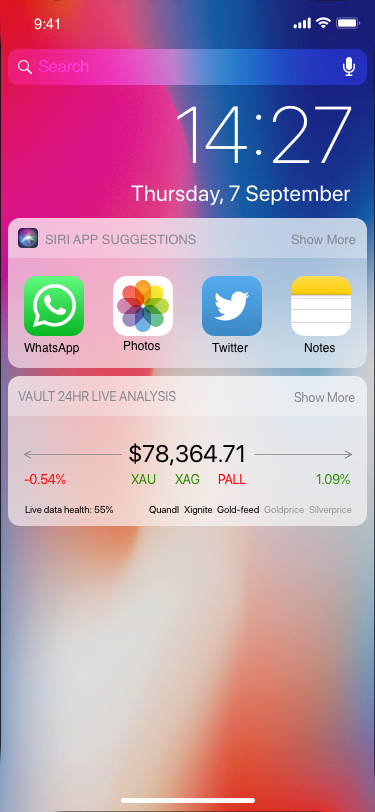 9:41
Search
14:27
Thursday, 7 September
SIRI APP SUGGESTIONS Show More
WhatsApp Photos Twitter Notes
VAULT 24HR LIVE ANALYSIS Show More
$78,364.71
-0.54% XAU XAG PALL 1.09%
Live data health: 55% Quandl Xignite Gold-feed Goldprice Silverprice